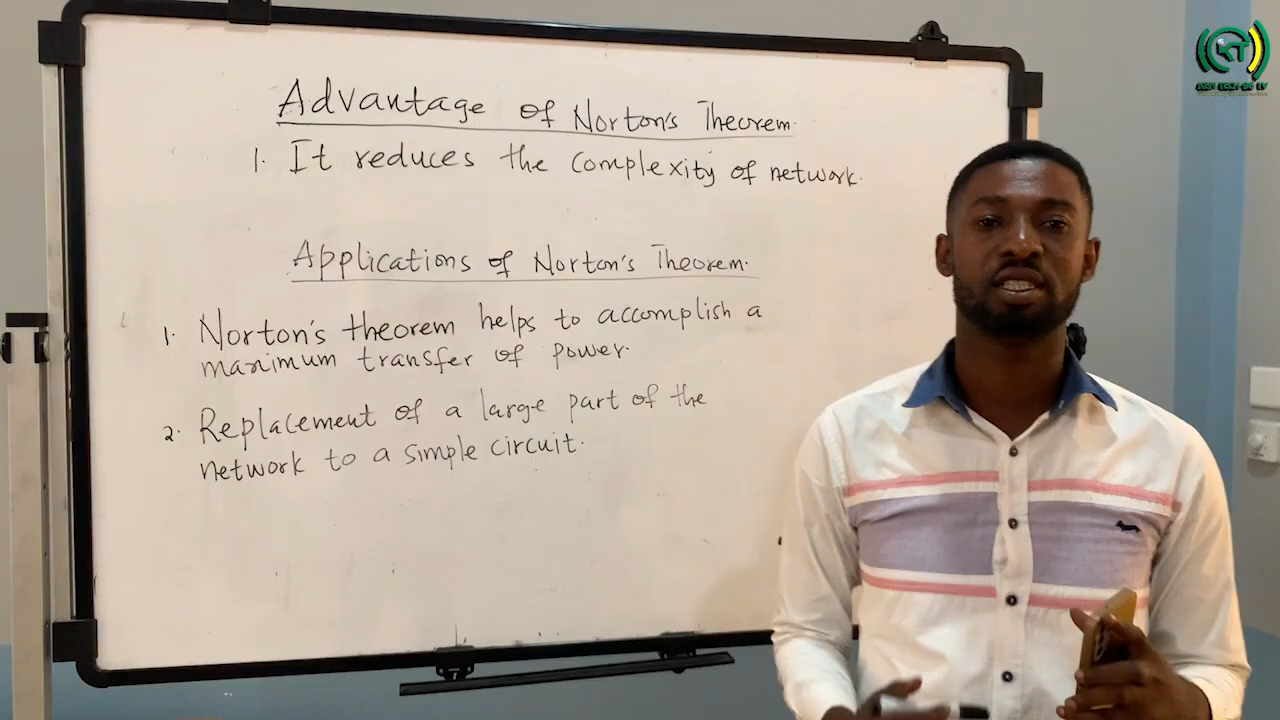 Advantage of Norton's Theorem.
1. It reduces the complexity of network.
Applications of Norton's Theorem.
1. Norton's theorem helps to accomplish a
maximum transfer of power.
2. Replacement of a large part of the
network to a simple circuit.